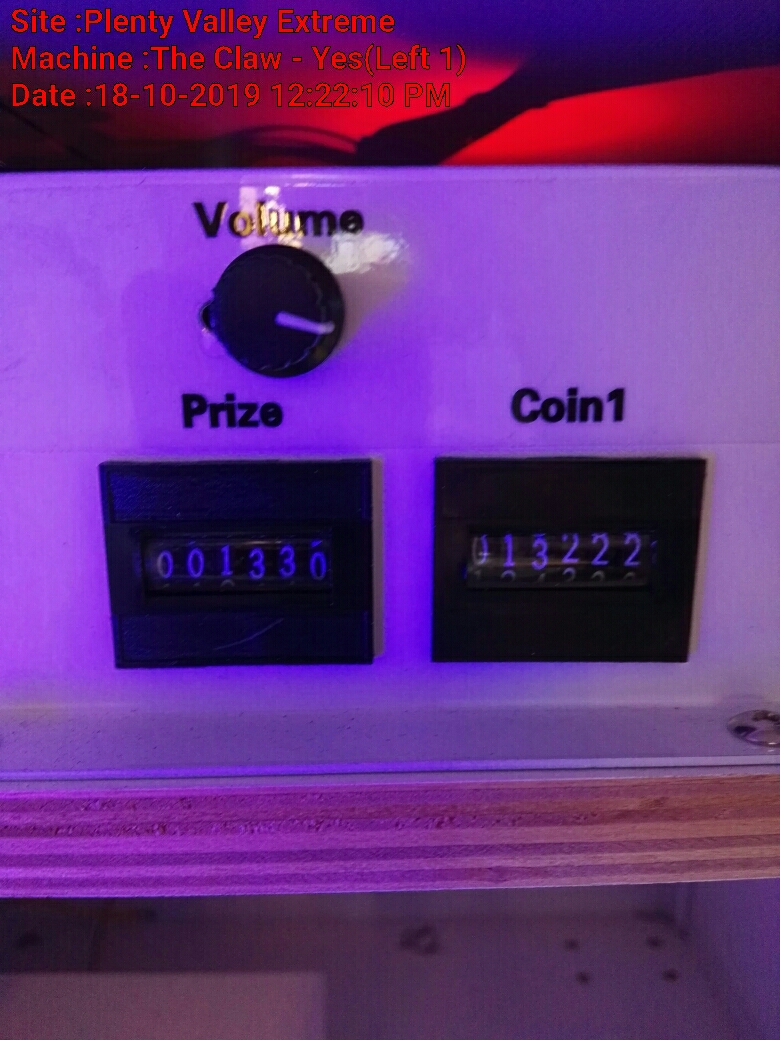 Site :Plenty Valley Extreme
Machine :The Claw - Yes(Left 1)
Date :18-10-2019 12:22:10 PM
Volume
Prize
Coin1
001330
013222